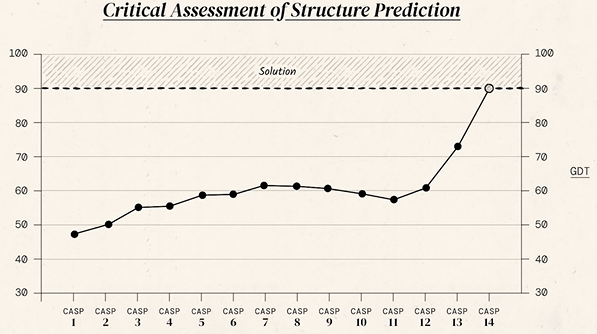 Critical Assessment of Structure Prediction
100 100
Solution
90 90
80 80
70 70
GDT
60 60
50 50
40 40
30 30
CASP CASP CASP CASP CASP CASP CASP CASP CASP CASP CASP CASP CASP CASP
1 2 3 4 5 6 7 8 9 10 11 12 13 14